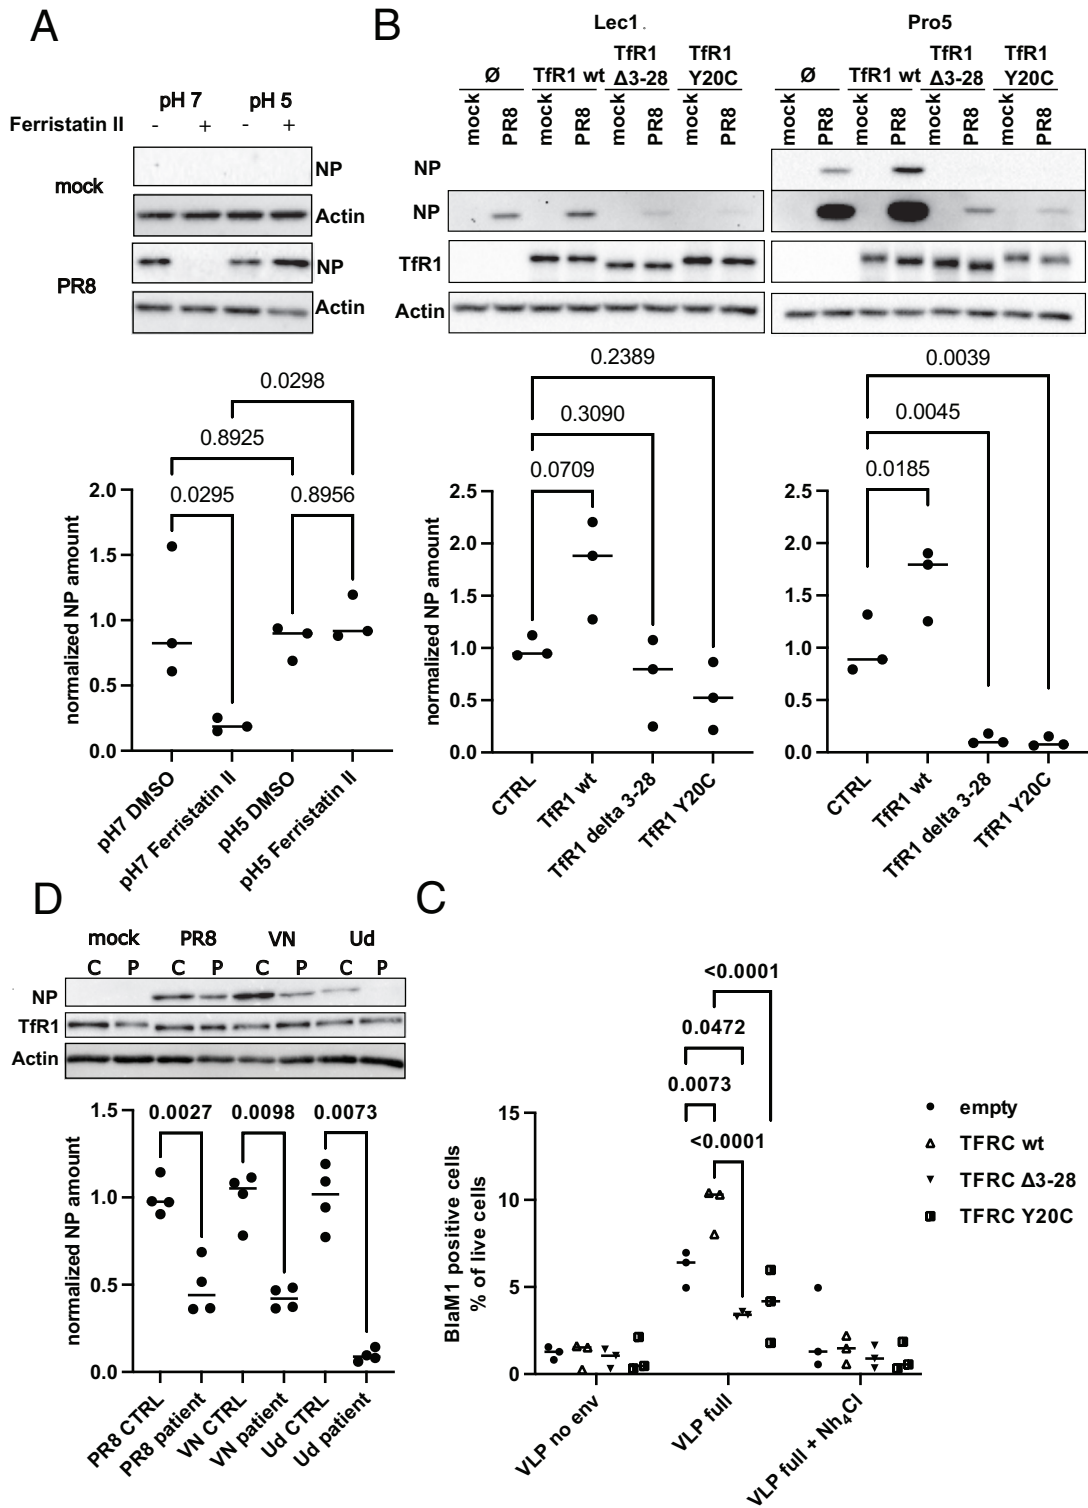 A
pH 7 pH 5
Ferristatin II - + - +
mock
NP
Actin
PR8
NP
Actin
0.0298
0.8925
0.0295 0.8956
normalized NP amount
2.0
1.5
1.0
0.5
0.0
pH7 DMSO
pH7 Ferristatin II
pH5 DMSO
pH5 Ferristatin II
B
Lec1 Pro5
Ø TfR1 wt TfR1 Δ3-28 TfR1 Y20C
mock PR8 mock PR8 mock PR8 mock PR8
Ø TfR1 wt TfR1 Δ3-28 TfR1 Y20C
mock PR8 mock PR8 mock PR8 mock PR8
NP
NP
TfR1
Actin
0.2389
0.3090
0.0709
normalized NP amount
2.5
2.0
1.5
1.0
0.5
0.0
CTRL
TfR1 wt
TfR1 delta 3-28
TfR1 Y20C
0.0039
0.0045
0.0185
2.5
2.0
1.5
1.0
0.5
0.0
CTRL
TfR1 wt
TfR1 delta 3-28
TfR1 Y20C
D
mock PR8 VN Ud
C P C P C P C P
NP
TfR1
Actin
0.0027 0.0098 0.0073
normalized NP amount
1.5
1.0
0.5
0.0
PR8 CTRL
PR8 patient
VN CTRL
VN patient
Ud CTRL
Ud patient
C
<0.0001
0.0472
0.0073
<0.0001
BlaM1 positive cells
% of live cells
15
10
5
0
VLP no env
VLP full
VLP full + Nh4Cl
empty
TFRC wt
TFRC Δ3-28
TFRC Y20C